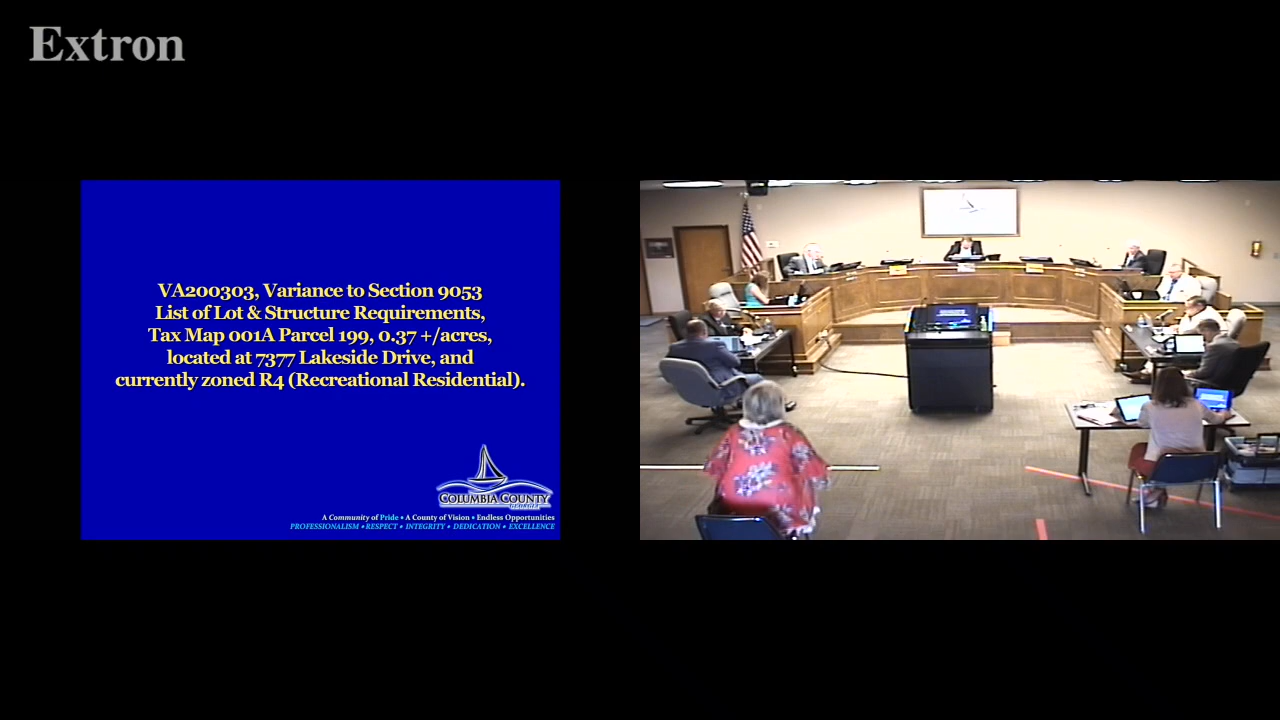 Extron
VA200303, Variance to Section 9053
List of Lot & Structure Requirements,
Tax Map 001A Parcel 199, 0.37 +/acres,
located at 7377 Lakeside Drive, and
currently zoned R4 (Recreational Residential).
COLUMBIA COUNTY
GEORGIA
A Community of Pride • A County of Vision • Endless Opportunities
PROFESSIONALISM • RESPECT • INTEGRITY • DEDICATION • EXCELLENCE